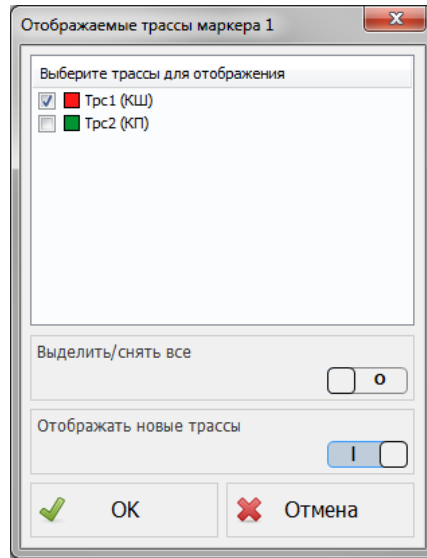 Отображаемые трассы маркера 1
Выберите трассы для отображения
Трс1 (КШ)
Трс2 (КП)
Выделить/снять все
O
Отображать новые трассы
I
ОК
Отмена